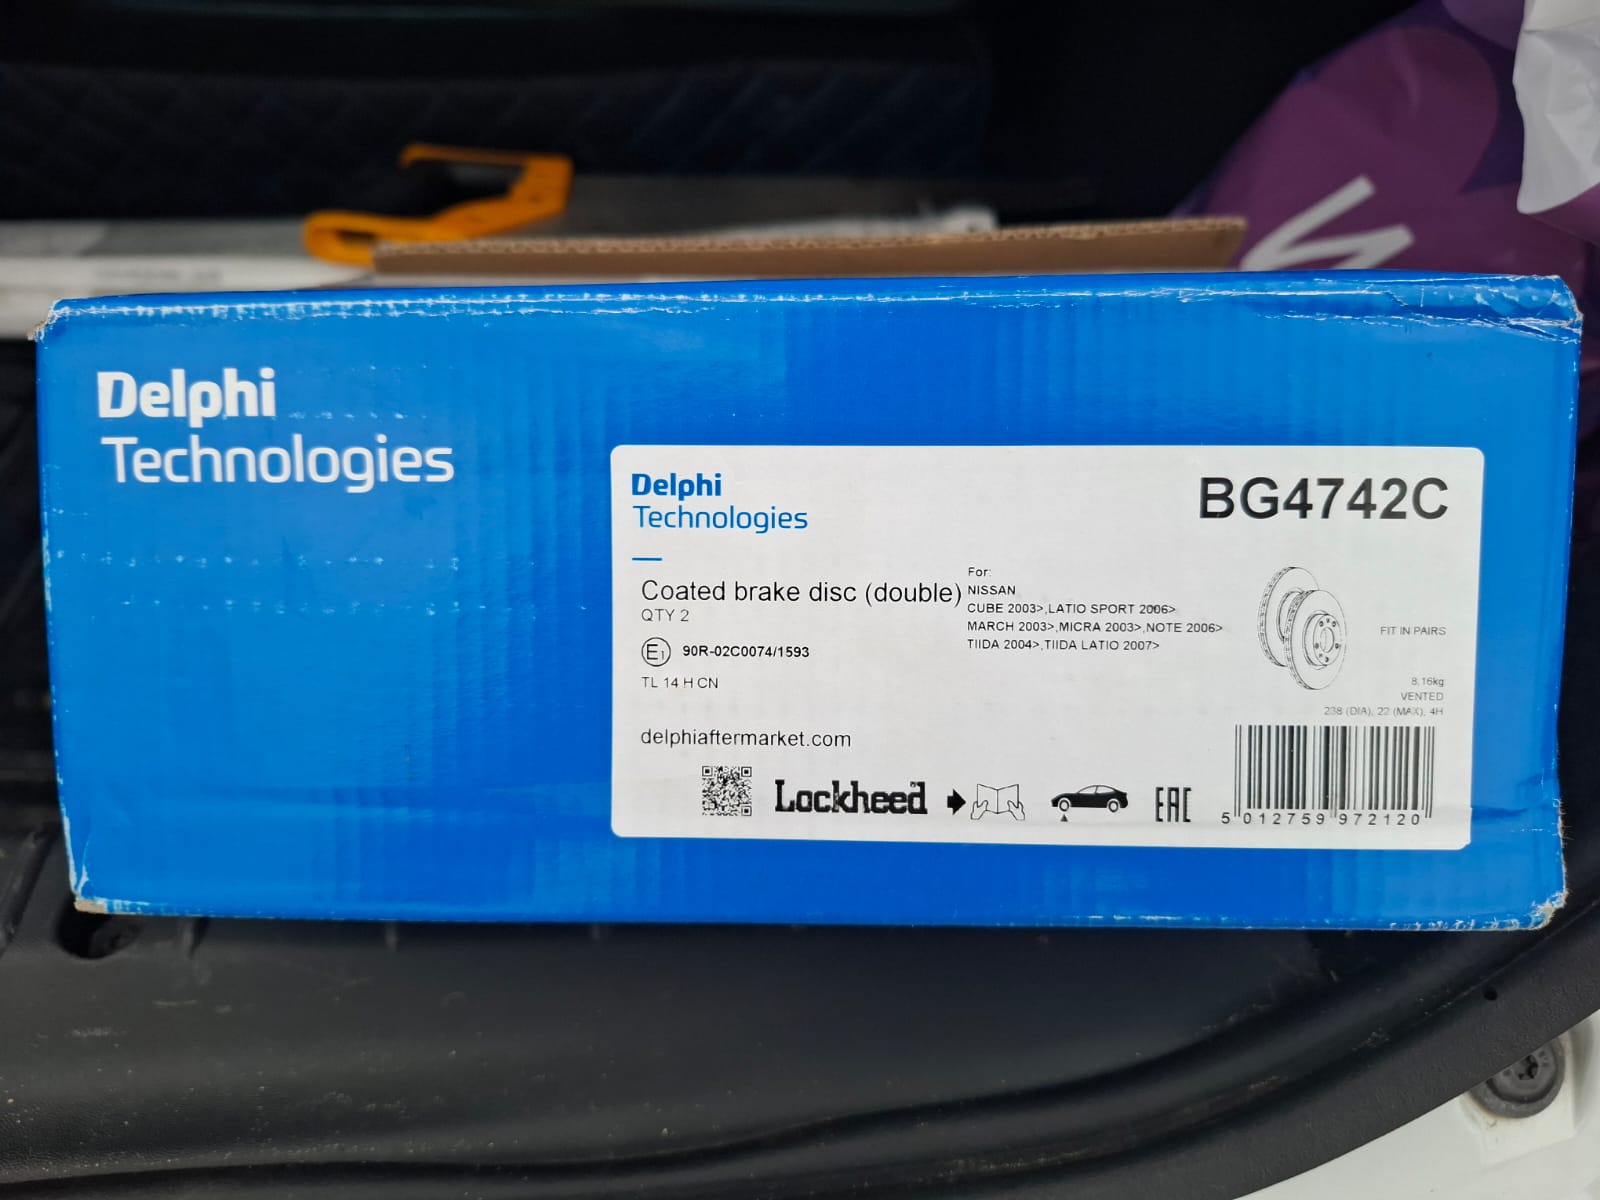 Delphi
Technologies
Delphi
Technologies
BG4742C
Coated brake disc (double)
QTY 2
E1 90R-02C0074/1593
TL 14 H CN
For:
NISSAN
CUBE 2003>,LATIO SPORT 2006>
MARCH 2003>,MICRA 2003>,NOTE 2006>
TIIDA 2004>,TIIDA LATIO 2007>
FIT IN PAIRS
8.16kg
VENTED
238 (DIA), 22 (MAX), 4H
delphiaftermarket.com
Lockheed
EAC
5 012759 972120